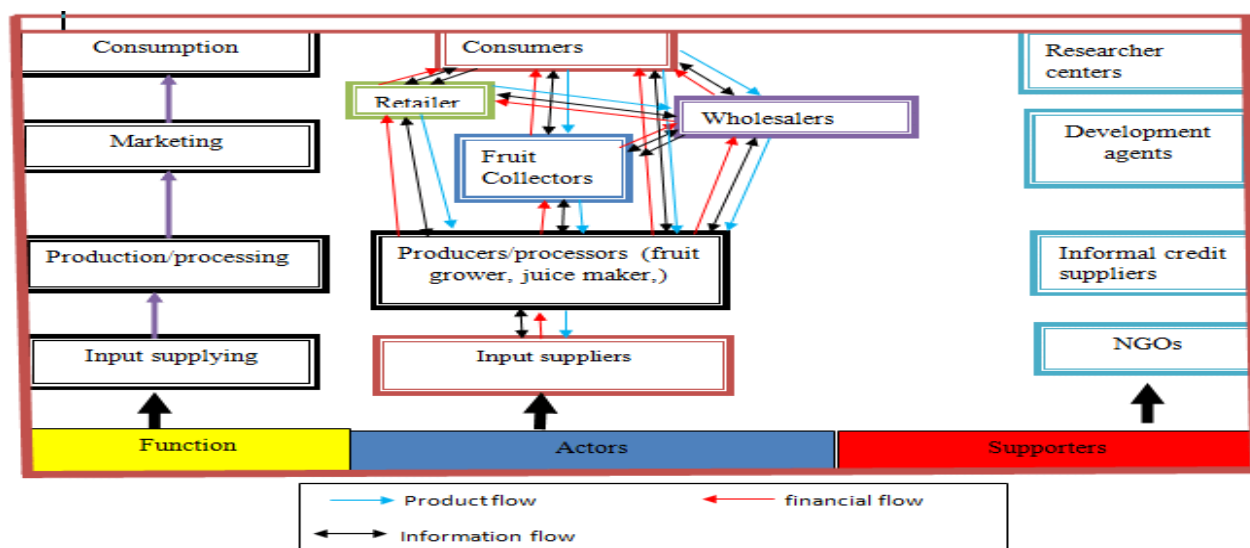 Consumption
Marketing
Production/processing
Input supplying
Consumers
Retailer
Wholesalers
Fruit
Collectors
Producers/processors (fruit
grower, juice maker,)
Input suppliers
Researcher
centers
Development
agents
Informal credit
suppliers
NGOs
Function
Actors
Supporters
Product flow
financial flow
Information flow